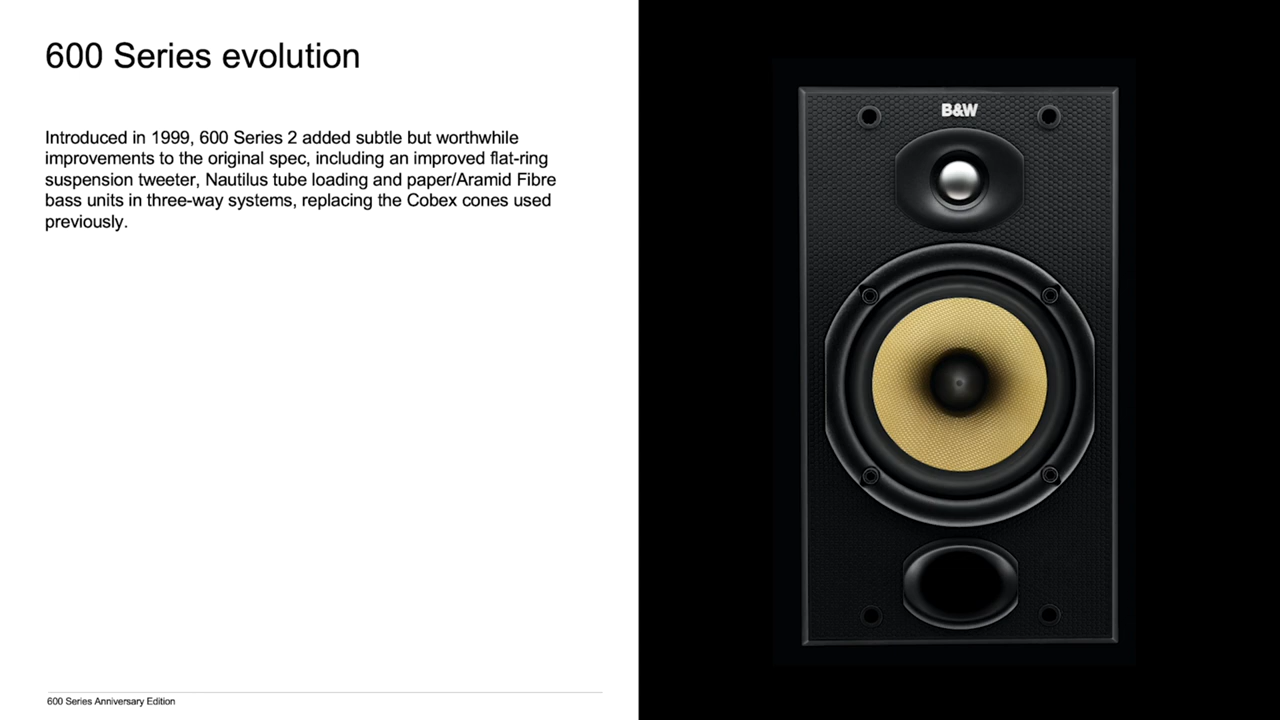 600 Series evolution
Introduced in 1999, 600 Series 2 added subtle but worthwhile
improvements to the original spec, including an improved flat-ring
suspension tweeter, Nautilus tube loading and paper/Aramid Fibre
bass units in three-way systems, replacing the Cobex cones used
previously.
600 Series Anniversary Edition
B&W